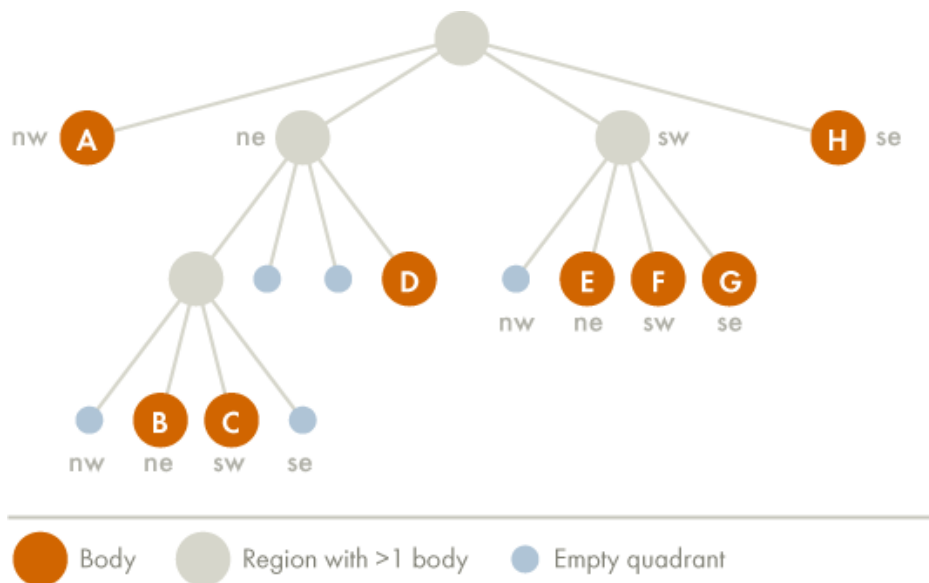 nw A ne sw H se
D E F G
nw ne sw se
B C
nw ne sw se
Body Region with >1 body Empty quadrant